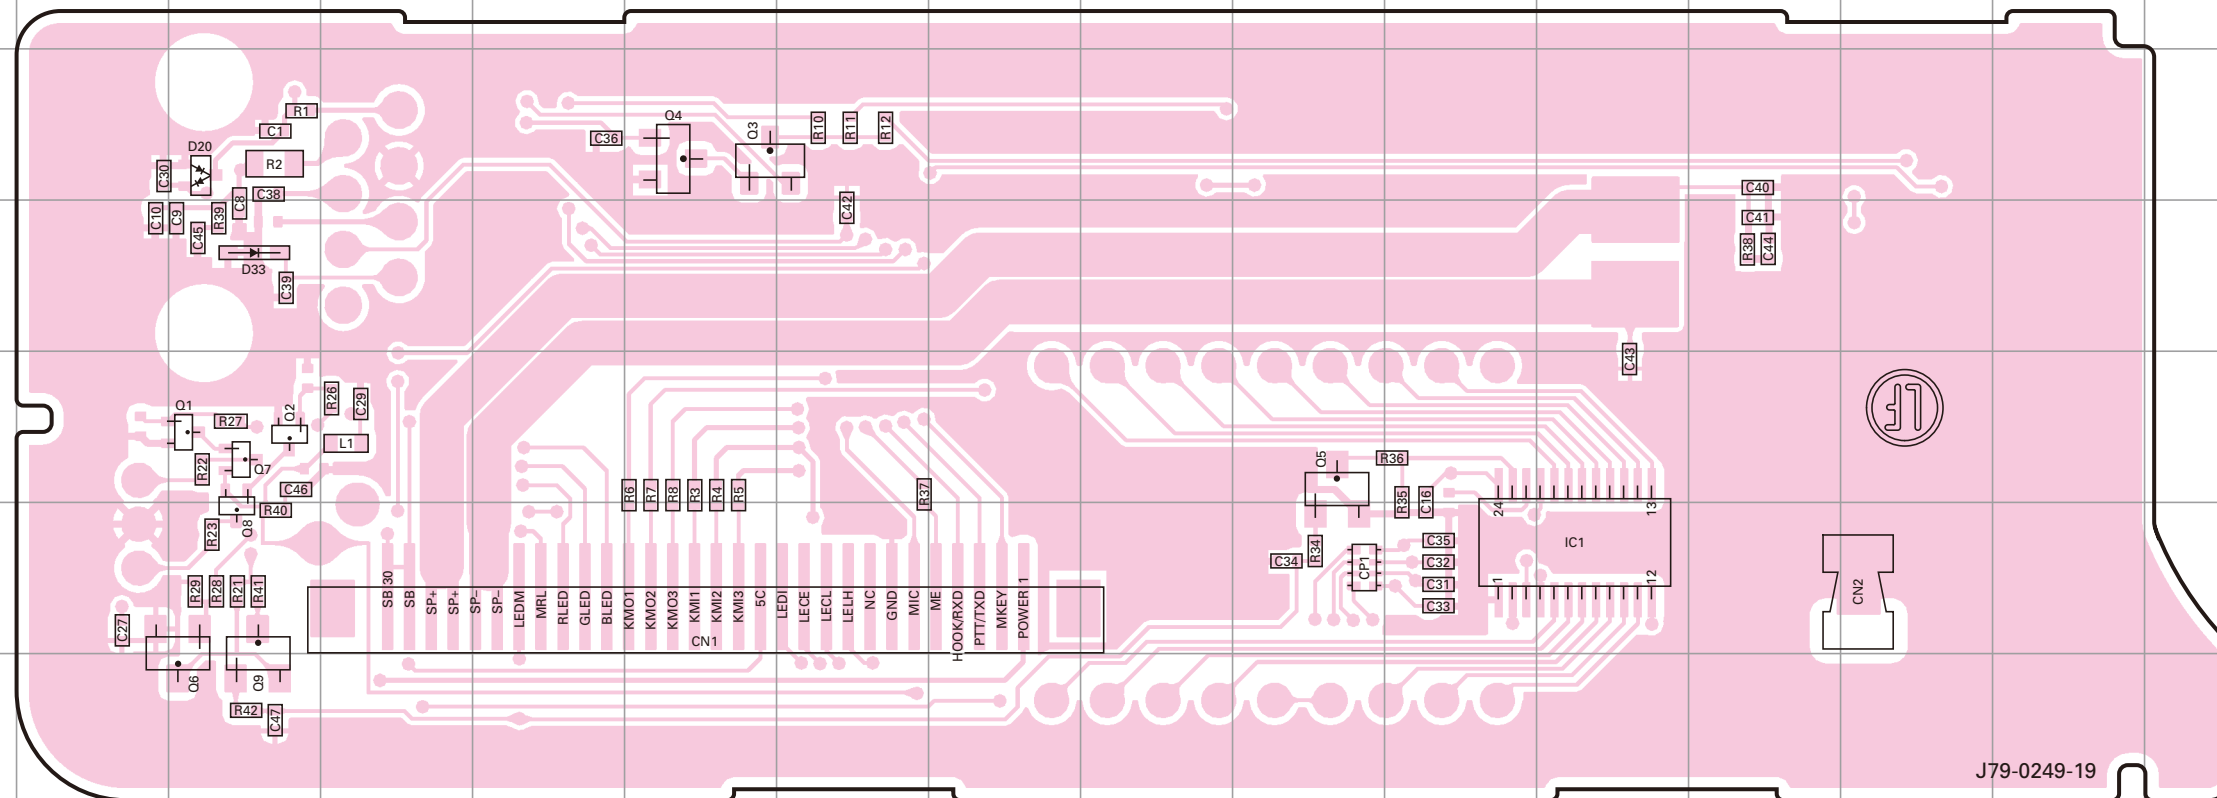 R1
C1
D20
R2
C30
C38
C8
C10
C9
R39
C45
D33
C39
Q4
C36
Q3
R10
R11
R12
C42
C40
C41
R38
C44
C43
Q1
R27
Q2
R26
C29
L1
R22
Q7
C46
R40
Q8
R23
R29
R28
R21
R41
C27
Q6
Q9
R42
C47
R6
R7
R8
R3
R4
R5
R37
SB 30
SB
SP+
SP+
SP-
SP-
LEDM
MRL
RLED
GLED
BLED
KMO1
KMO2
KMO3
KMI1
KMI2
KMI3
5C
LEDI
LECE
LECL
LELH
NC
GND
MIC
ME
HOOK/RXD
PTT/TXD
MKEY
POWER 1
CN1
Q5
R36
R35
C16
C34
R34
CP1
C35
C32
C31
C33
24
13
IC1
1
12
CN2
J79-0249-19